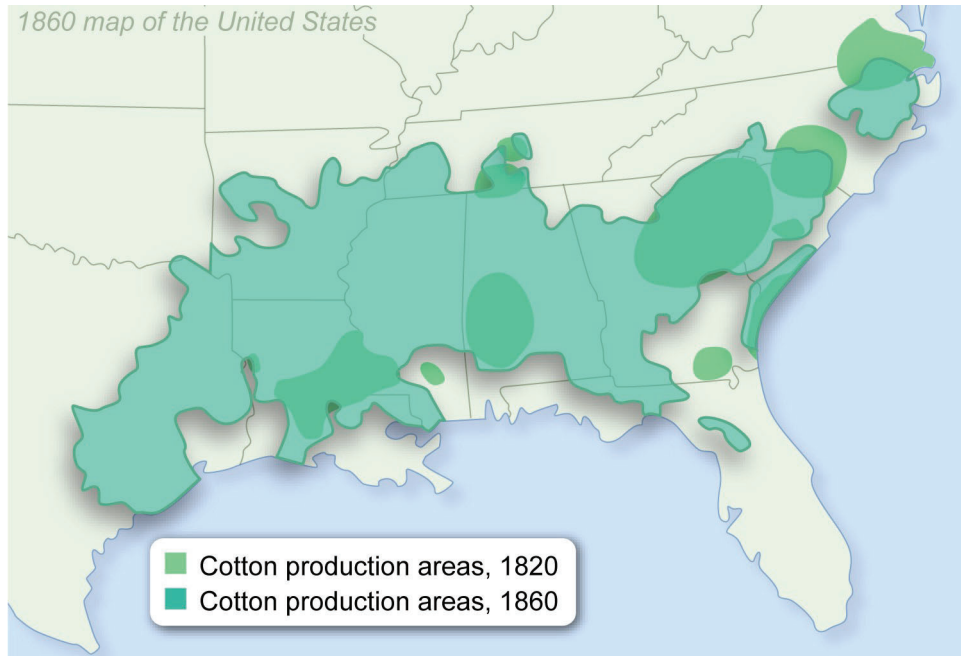 1860 map of the United States
Cotton production areas, 1820
Cotton production areas, 1860